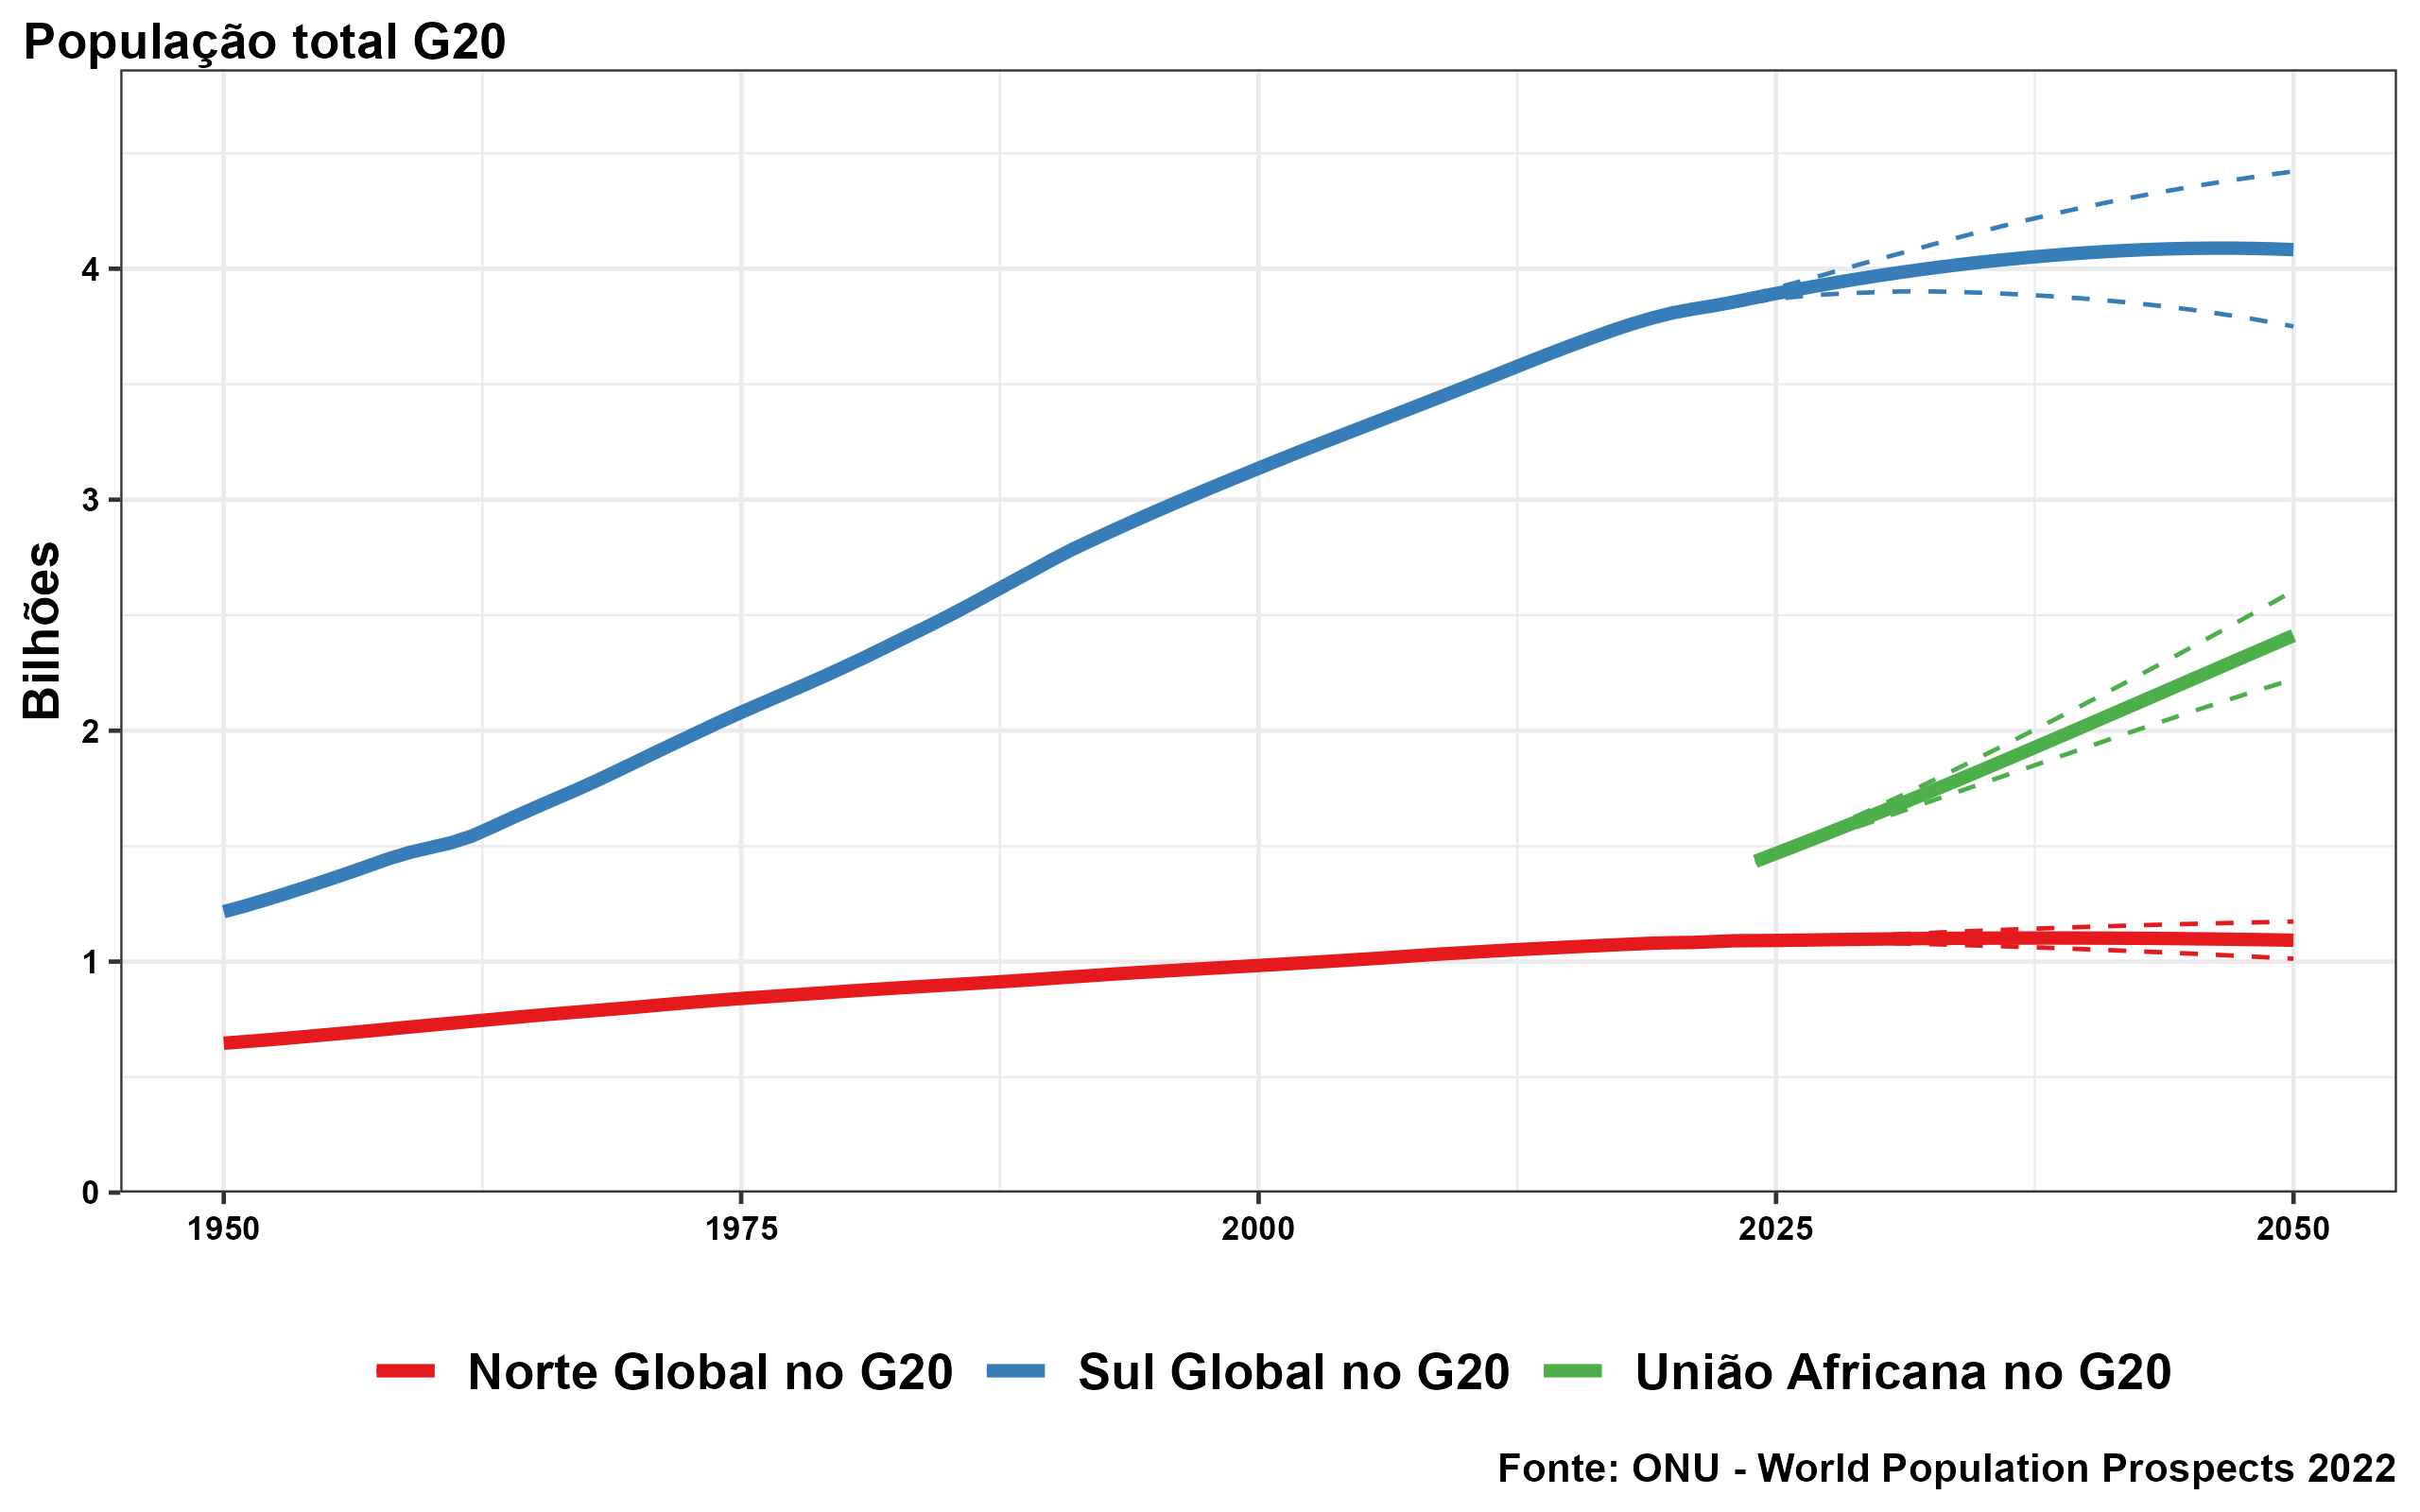 População total G20
Bilhões
4
3
2
1
0
1950 1975 2000 2025 2050
Norte Global no G20 Sul Global no G20 União Africana no G20
Fonte: ONU - World Population Prospects 2022